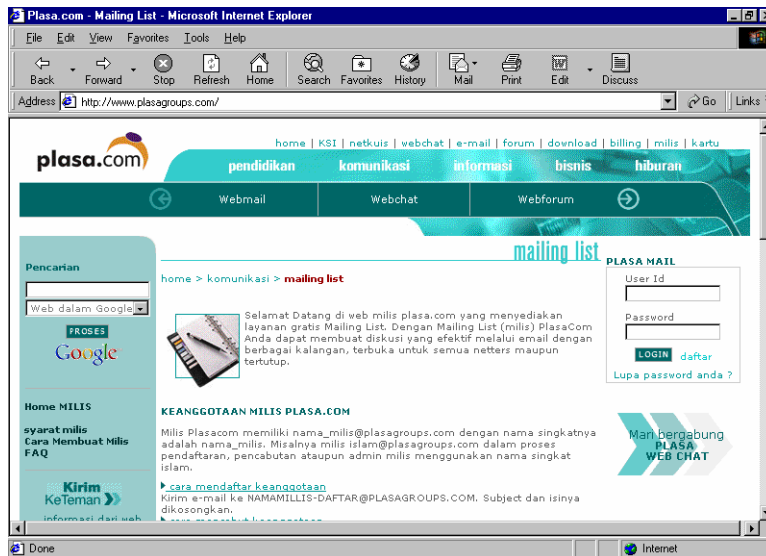 Plasa.com - Mailing List - Microsoft Internet Explorer
File Edit View Favorites Tools Help
Back Forward Stop Refresh Home Search Favorites History Mail Print Edit Discuss
Address http://www.plasagroups.com/ Go Links
plasa.com
home | KSI | netkuis | webchat | e-mail | forum | download | billing | milis | kartu
pendidikan komunikasi informasi bisnis hiburan
Webmail Webchat Webforum
mailing list
Pencarian
Web dalam Google
PROSES
Google
Home MILIS
syarat milis
Cara Membuat Milis
FAQ
Kirim
KeTeman
informasi dari web
home > komunikasi > mailing list
Selamat Datang di web milis plasa.com yang menyediakan
layanan gratis Mailing List. Dengan Mailing List (milis) PlasaCom
Anda dapat membuat diskusi yang efektif melalui email dengan
berbagai kalangan, terbuka untuk semua netters maupun
tertutup.
KEANGGOTAAN MILIS PLASA.COM
Milis Plasacom memiliki nama_milis@plasagroups.com dengan nama singkatnya
adalah nama_milis. Misalnya milis islam@plasagroups.com dalam proses
pendaftaran, pencabutan ataupun admin milis menggunakan nama singkat
islam.
cara mendaftar keanggotaan
Kirim e-mail ke NAMAMILLIS-DAFTAR@PLASAGROUPS.COM. Subject dan isinya
dikosongkan.
cara mencabut keanggotaan
PLASA MAIL
User Id
Password
LOGIN daftar
Lupa password anda ?
Mari bergabung
PLASA
WEB CHAT
Done Internet